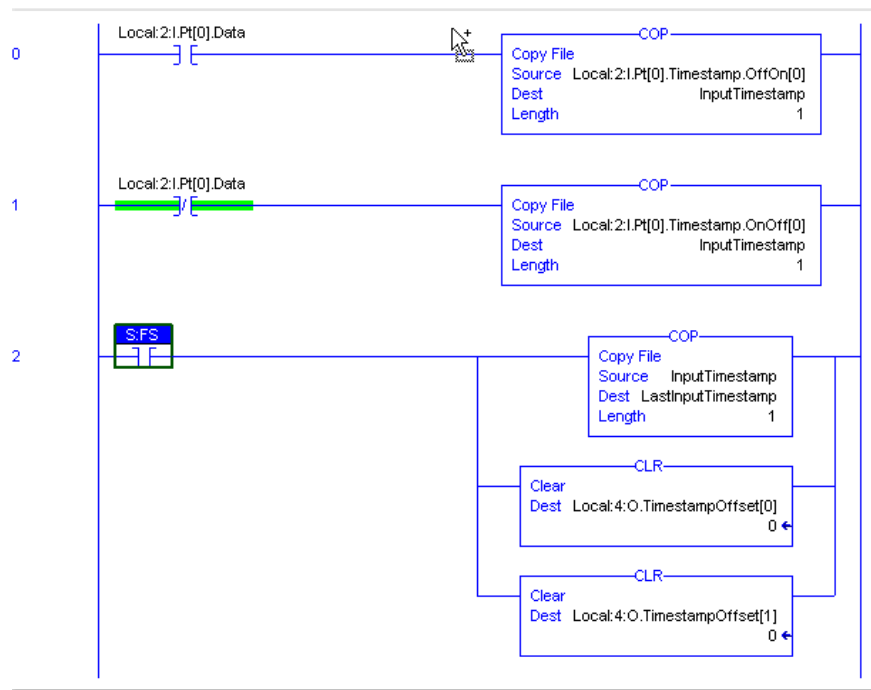 Local:2:I.Pt[0].Data
COP
0
Copy File
Source Local:2:I.Pt[0].Timestamp.OffOn[0]
Dest InputTimestamp
Length 1
Local:2:I.Pt[0].Data
COP
1
Copy File
Source Local:2:I.Pt[0].Timestamp.OnOff[0]
Dest InputTimestamp
Length 1
S:FS
COP
2
Copy File
Source InputTimestamp
Dest LastInputTimestamp
Length 1
CLR
Clear
Dest Local:4:O.TimestampOffset[0]
0
CLR
Clear
Dest Local:4:O.TimestampOffset[1]
0